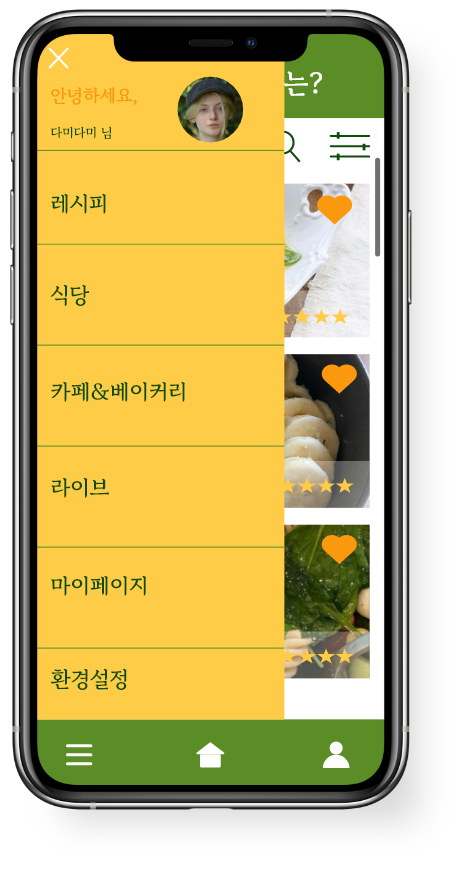 는?
안녕하세요,
다미다미 님
레시피
식당
카페&베이커리
라이브
마이페이지
환경설정